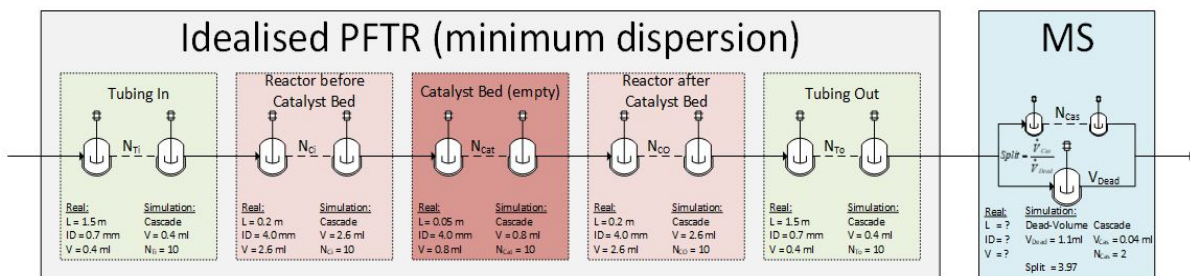 Idealised PFTR (minimum dispersion)
MS
Tubing In
N_Ti
Real:
L = 1.5 m
ID = 0.7 mm
V = 0.4 ml
Simulation:
Cascade
V = 0.4 ml
N_Ti = 10
Reactor before
Catalyst Bed
N_Ci
Real:
L = 0.2 m
ID = 4.0 mm
V = 2.6 ml
Simulation:
Cascade
V = 2.6 ml
N_Ci = 10
Catalyst Bed (empty)
N_Cat
Real:
L = 0.05 m
ID = 4.0 mm
V = 0.8 ml
Simulation:
Cascade
V = 0.8 ml
N_Cat = 10
Reactor after
Catalyst Bed
N_CO
Real:
L = 0.2 m
ID = 4.0 mm
V = 2.6 ml
Simulation:
Cascade
V = 2.6 ml
N_CO = 10
Tubing Out
N_To
Real:
L = 1.5 m
ID = 0.7 mm
V = 0.4 ml
Simulation:
Cascade
V = 0.4 ml
N_To = 10
N_Cas
Split = V̇_Cas / V̇_Dead
V_Dead
Real:
L = ?
ID = ?
V = ?
Simulation:
Dead-Volume Cascade
V_Dead = 1.1ml V_Cas = 0.04 ml
N_Cas = 2
Split = 3.97